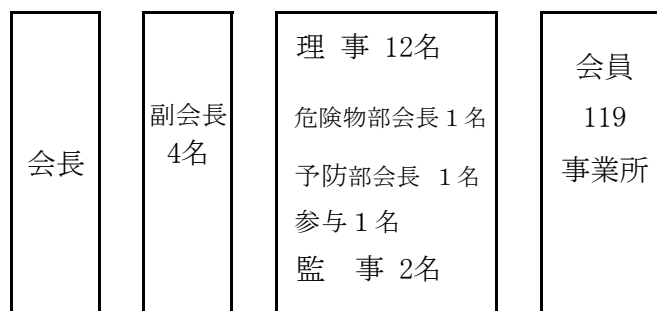 会長
副会長
4名
理 事 12名
危険物部会長１名
予防部会長 １名
参与１名
監 事 2名
会員
119
事業所